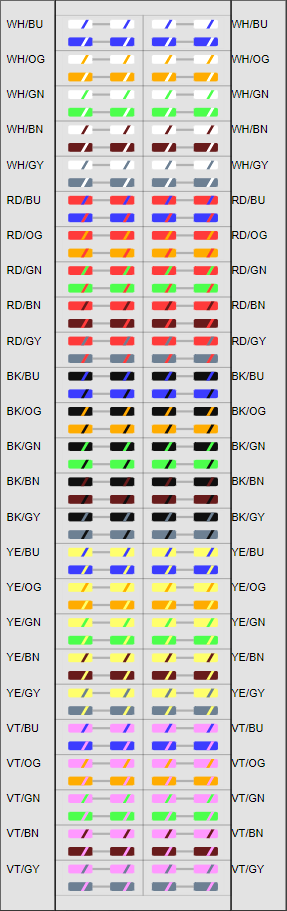 WH/BU WH/BU
WH/OG WH/OG
WH/GN WH/GN
WH/BN WH/BN
WH/GY WH/GY
RD/BU RD/BU
RD/OG RD/OG
RD/GN RD/GN
RD/BN RD/BN
RD/GY RD/GY
BK/BU BK/BU
BK/OG BK/OG
BK/GN BK/GN
BK/BN BK/BN
BK/GY BK/GY
YE/BU YE/BU
YE/OG YE/OG
YE/GN YE/GN
YE/BN YE/BN
YE/GY YE/GY
VT/BU VT/BU
VT/OG VT/OG
VT/GN VT/GN
VT/BN VT/BN
VT/GY VT/GY